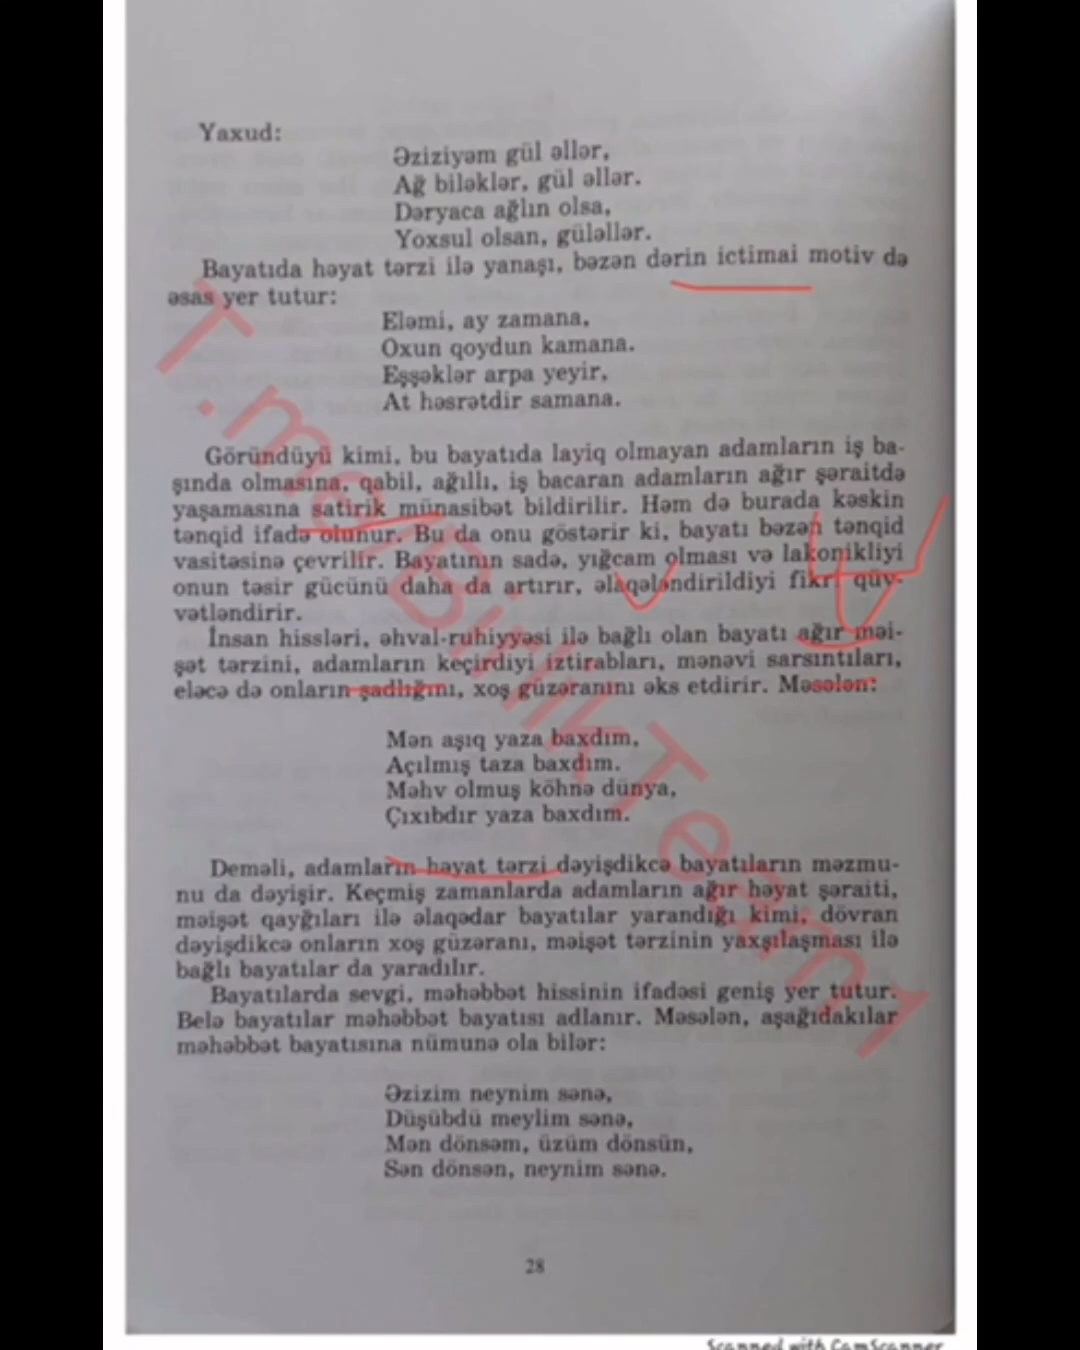 Yaxud:
Əziziyəm gül əllər,
Ağ biləklər, gül əllər.
Dəryaca ağlın olsa,
Yoxsul olsan, güləllər.
Bayatıda həyat tərzi ilə yanaşı, bəzən dərin ictimai motiv də
əsas yer tutur:
Eləmi, ay zamana,
Oxun qoydun kamana.
Eşşəklər arpa yeyir,
At həsrətdir samana.
Göründüyü kimi, bu bayatıda layiq olmayan adamların iş ba-
şında olmasına, qabil, ağıllı, iş bacaran adamların ağır şəraitdə
yaşamasına satirik münasibət bildirilir. Həm də burada kəskin
tənqid ifadə olunur. Bu da onu göstərir ki, bayatı bəzən tənqid
vasitəsinə çevrilir. Bayatının sadə, yığcam olması və lakonikliyi
onun təsir gücünü daha da artırır, əlaqələndirildiyi fikri qüv-
vətləndirir.
İnsan hissləri, əhval-ruhiyyəsi ilə bağlı olan bayatı ağır məi-
şət tərzini, adamların keçirdiyi iztirabları, mənəvi sarsıntıları,
eləcə də onların şadlığını, xoş güzəranını əks etdirir. Məsələn:
Mən aşıq yaza baxdım,
Açılmış taza baxdım.
Məhv olmuş köhnə dünya,
Çıxıbdır yaza baxdım.
Deməli, adamların həyat tərzi dəyişdikcə bayatıların məzmu-
nu da dəyişir. Keçmiş zamanlarda adamların ağır həyat şəraiti,
məişət qayğıları ilə əlaqədar bayatılar yarandığı kimi, dövran
dəyişdikcə onların xoş güzəranı, məişət tərzinin yaxşılaşması ilə
bağlı bayatılar da yaradılır.
Bayatılarda sevgi, məhəbbət hissinin ifadəsi geniş yer tutur.
Belə bayatılar məhəbbət bayatısı adlanır. Məsələn, aşağıdakılar
məhəbbət bayatısına nümunə ola bilər:
Əzizim neynim sənə,
Düşübdü meylim sənə,
Mən dönsəm, üzüm dönsün,
Sən dönsən, neynim sənə.
28
T.me/BirlikTeam1
Scanned with CamScanner